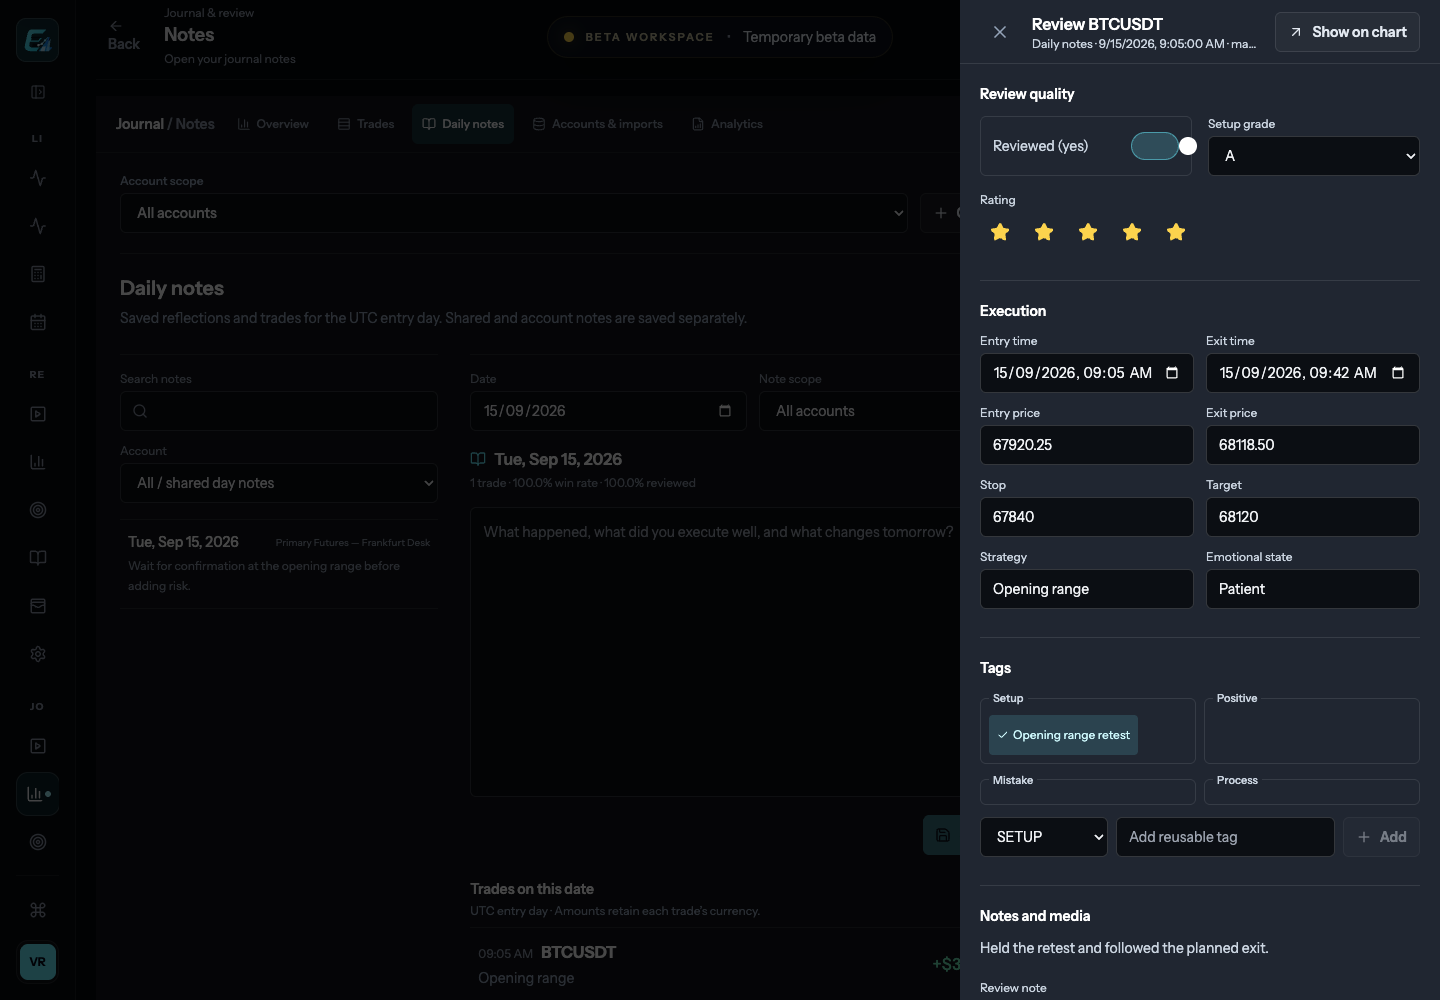 Back
Journal & review
Notes
Open your journal notes
BETA WORKSPACE · Temporary beta data
LI
RE
JO
VR
Journal / Notes
Overview
Trades
Daily notes
Accounts & imports
Analytics
Account scope
All accounts
Daily notes
Saved reflections and trades for the UTC entry day. Shared and account notes are saved separately.
Search notes
Account
All / shared day notes
Tue, Sep 15, 2026
Primary Futures — Frankfurt Desk
Wait for confirmation at the opening range before
adding risk.
Date
15/09/2026
Note scope
All accounts
Tue, Sep 15, 2026
1 trade · 100.0% win rate · 100.0% reviewed
What happened, what did you execute well, and what changes tomorrow?
Trades on this date
UTC entry day · Amounts retain each trade's currency.
09:05 AM BTCUSDT
Opening range
+$3
Review BTCUSDT
Daily notes · 9/15/2026, 9:05:00 AM · ma...
Show on chart
Review quality
Reviewed (yes)
Setup grade
A
Rating
Execution
Entry time
15/09/2026, 09:05 AM
Exit time
15/09/2026, 09:42 AM
Entry price
67920.25
Exit price
68118.50
Stop
67840
Target
68120
Strategy
Opening range
Emotional state
Patient
Tags
Setup
Opening range retest
Positive
Mistake
Process
SETUP
Add reusable tag
Add
Notes and media
Held the retest and followed the planned exit.
Review note